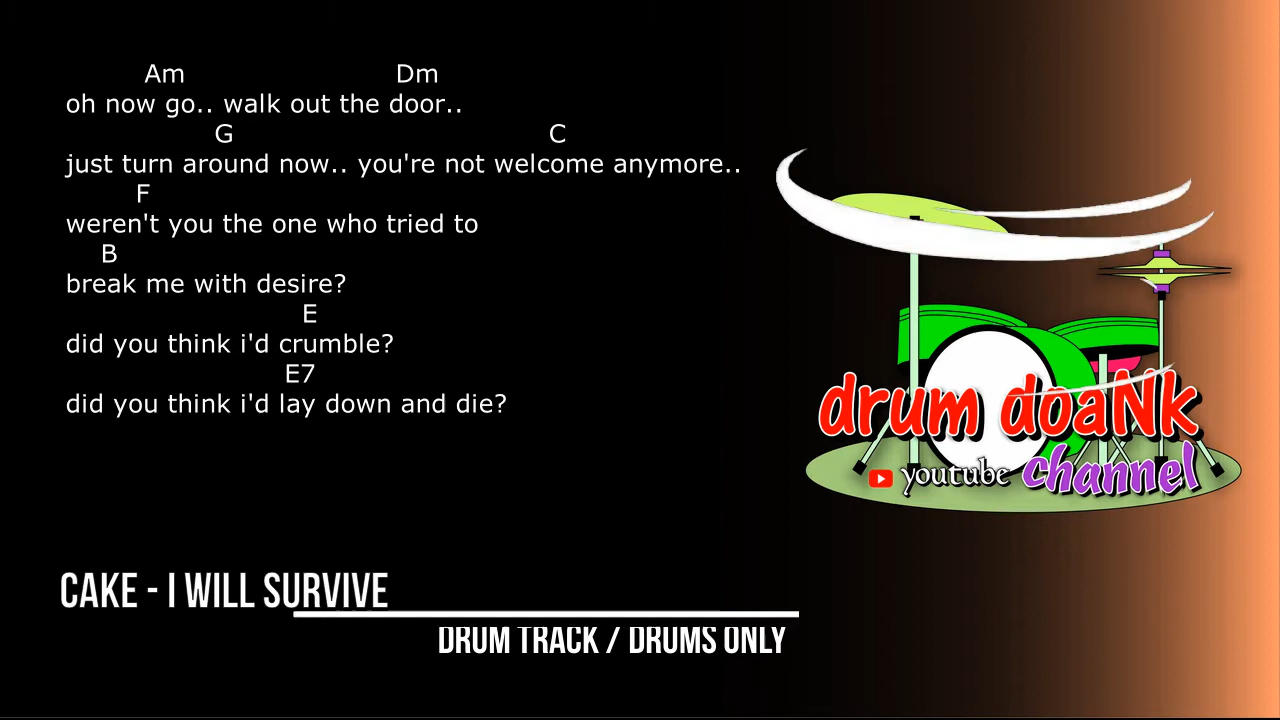 Am Dm
oh now go.. walk out the door..
G C
just turn around now.. you're not welcome anymore..
F
weren't you the one who tried to
B
break me with desire?
E
did you think i'd crumble?
E7
did you think i'd lay down and die?
drum doaNk
youtube channel
CAKE - I WILL SURVIVE
DRUM TRACK / DRUMS ONLY